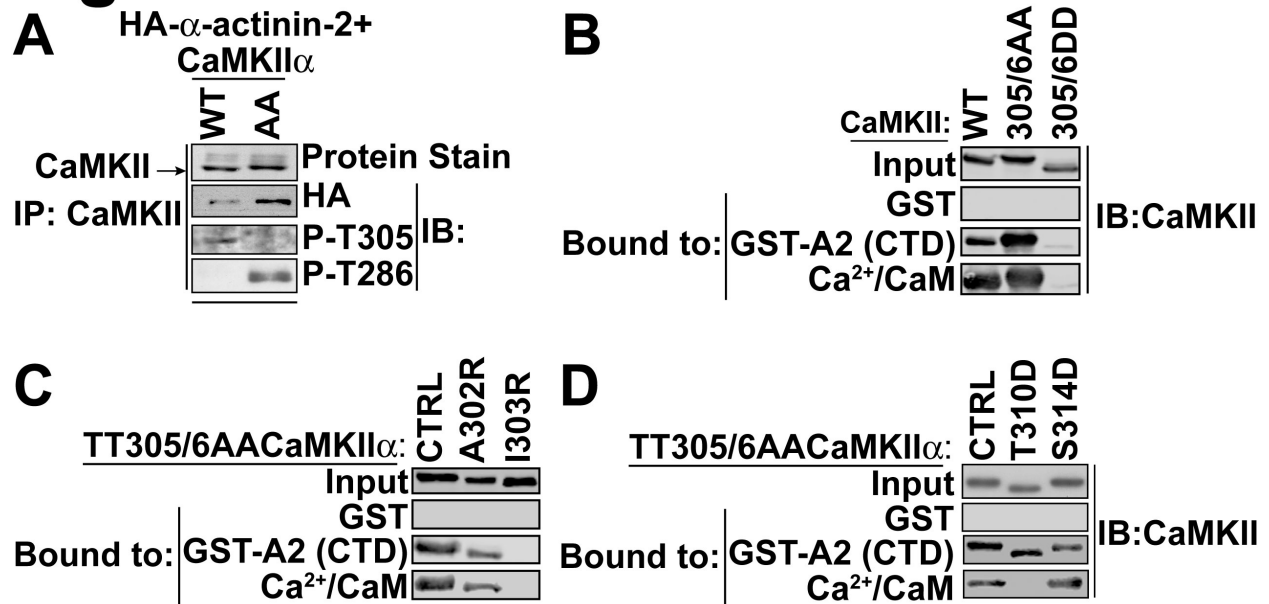 A
HA-α-actinin-2+
CaMKIIα
WT
AA
CaMKII
Protein Stain
IP: CaMKII
HA
P-T305
IB:
P-T286
B
CaMKII:
WT
305/6AA
305/6DD
Input
GST
IB:CaMKII
Bound to:
GST-A2 (CTD)
Ca²⁺/CaM
C
TT305/6AACaMKIIα:
CTRL
A302R
I303R
Input
GST
Bound to:
GST-A2 (CTD)
Ca²⁺/CaM
D
TT305/6AACaMKIIα:
CTRL
T310D
S314D
Input
GST
IB:CaMKII
Bound to:
GST-A2 (CTD)
Ca²⁺/CaM